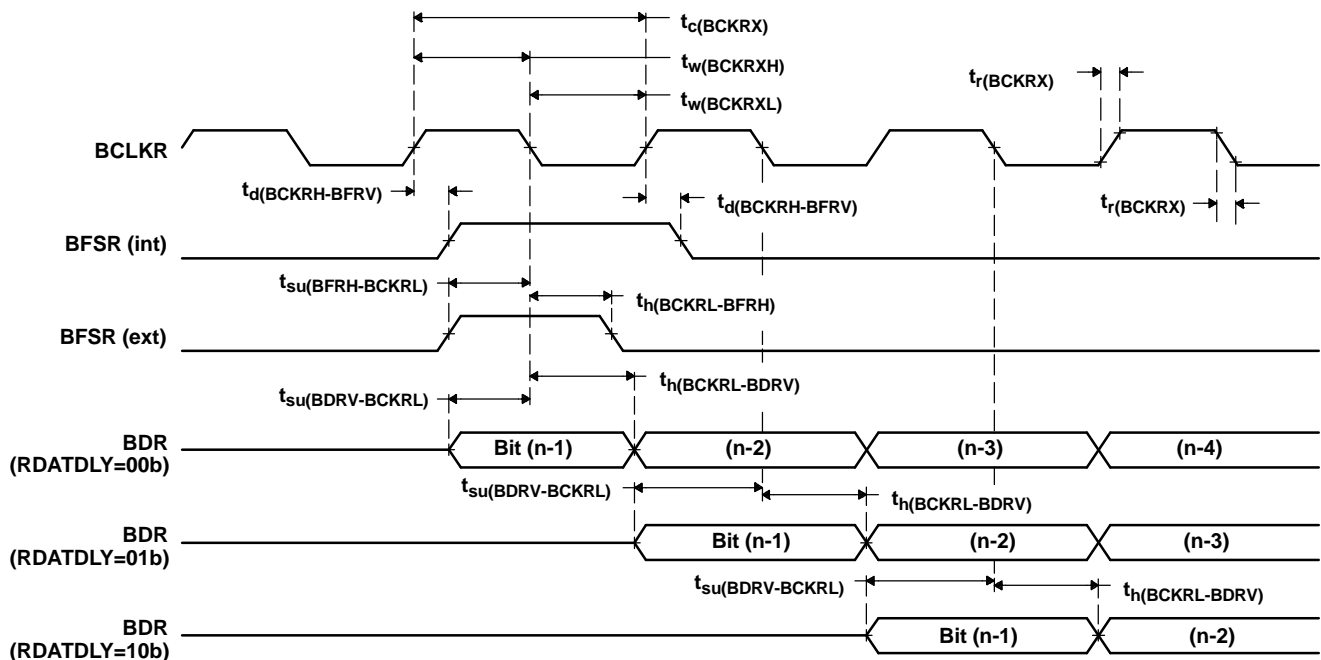 tc(BCKRX)
tw(BCKRXH)
tr(BCKRX)
tw(BCKRXL)
BCLKR
td(BCKRH-BFRV)
td(BCKRH-BFRV)
tr(BCKRX)
BFSR (int)
tsu(BFRH-BCKRL)
th(BCKRL-BFRH)
BFSR (ext)
th(BCKRL-BDRV)
tsu(BDRV-BCKRL)
BDR
(RDATDLY=00b)
Bit (n-1) (n-2) (n-3) (n-4)
tsu(BDRV-BCKRL)
th(BCKRL-BDRV)
BDR
(RDATDLY=01b)
Bit (n-1) (n-2) (n-3)
tsu(BDRV-BCKRL)
th(BCKRL-BDRV)
BDR
(RDATDLY=10b)
Bit (n-1) (n-2)